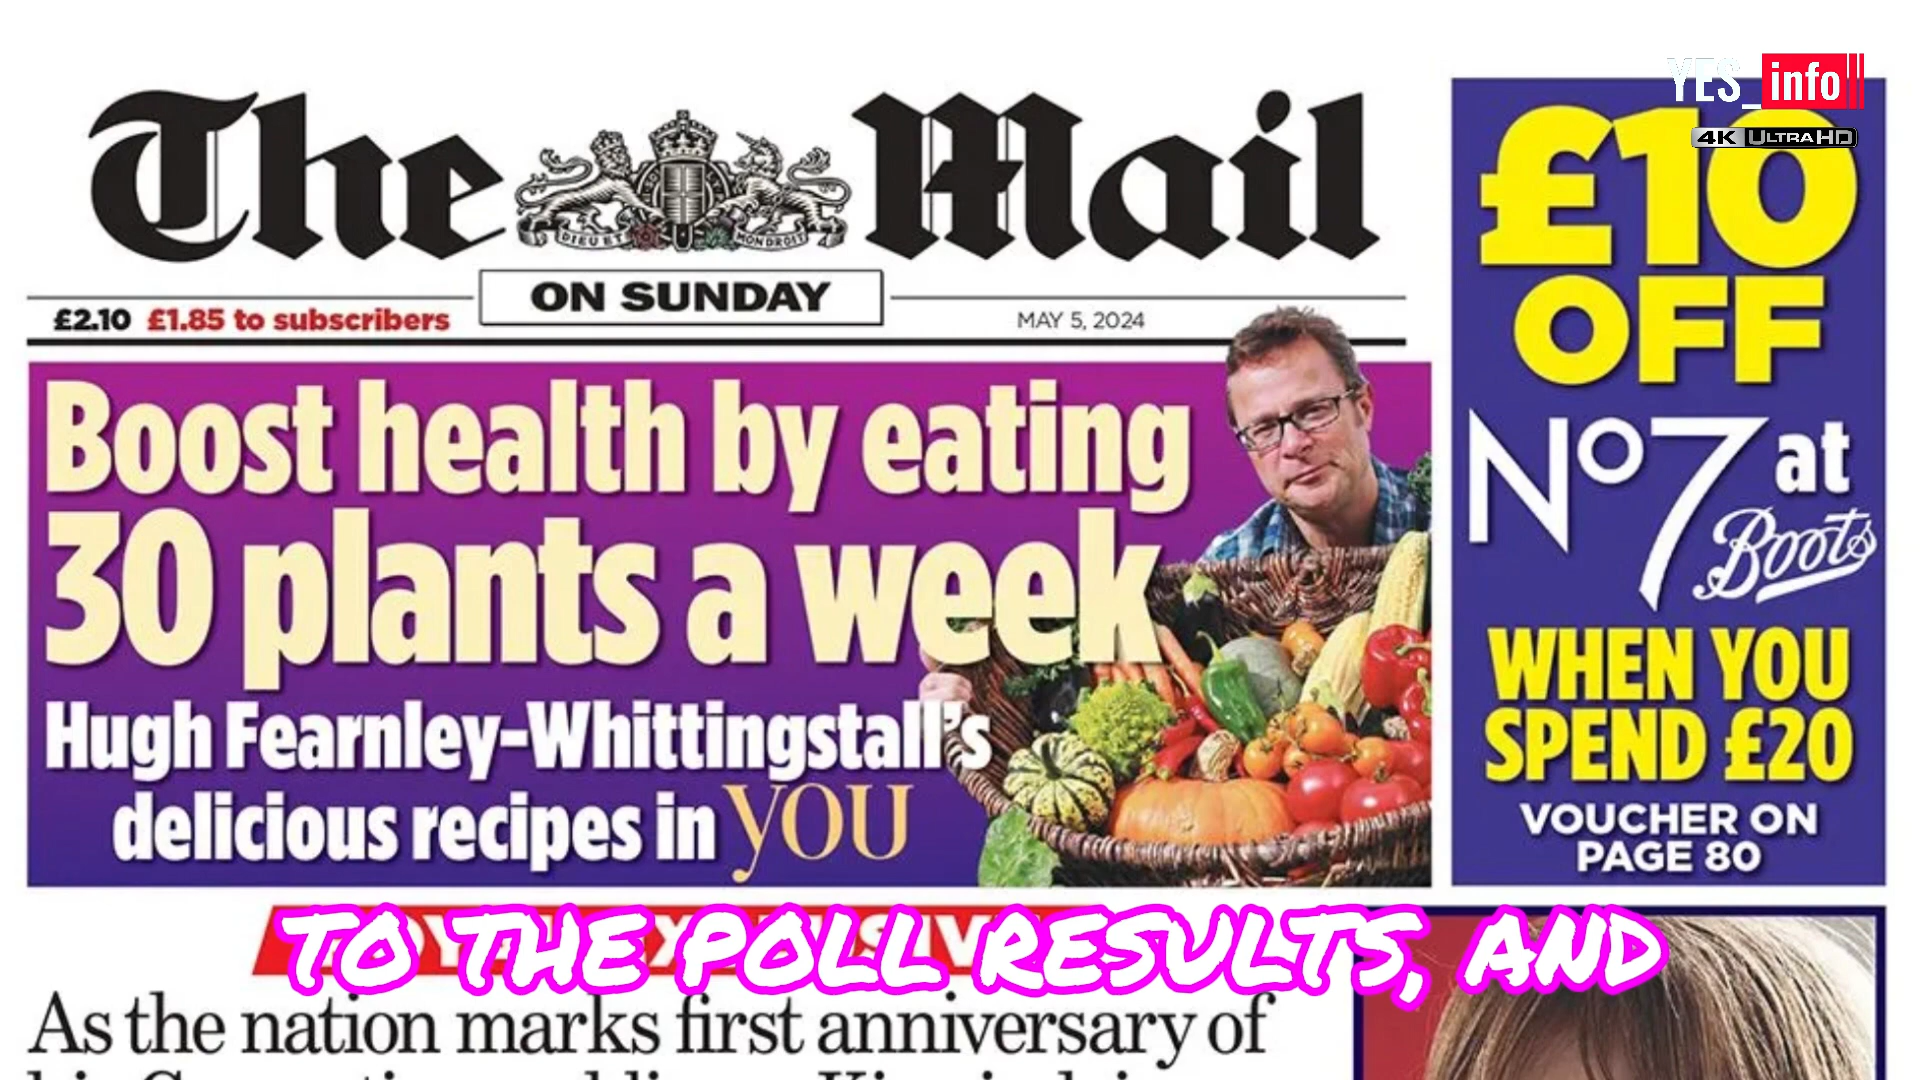 YES_info
4K ULTRA HD
The Mail
DIEU ET MON DROIT
ON SUNDAY
£2.10 £1.85 to subscribers
MAY 5, 2024
Boost health by eating
30 plants a week
Hugh Fearnley-Whittingstall's
delicious recipes in YOU
£10
OFF
No7 at
Boots
WHEN YOU
SPEND £20
VOUCHER ON
PAGE 80
TO THE POLL RESULTS, AND
As the nation marks first anniversary of